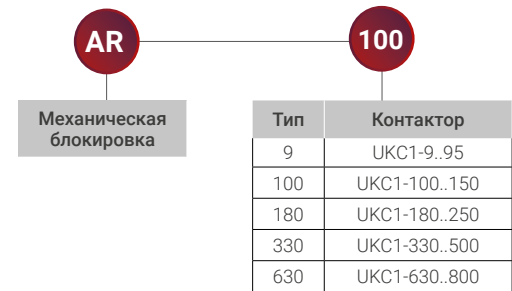 AR
100
Механическая
блокировка
Тип Контактор
9 UKC1-9..95
100 UKC1-100..150
180 UKC1-180..250
330 UKC1-330..500
630 UKC1-630..800